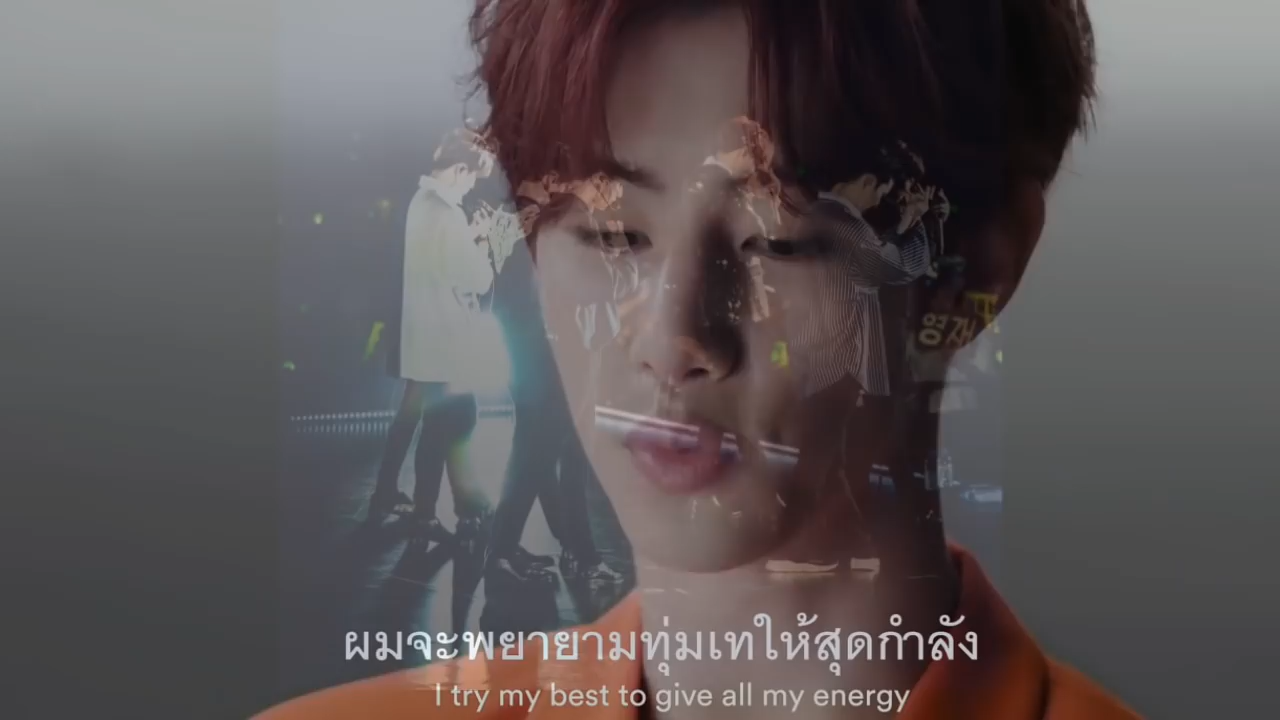 영재
ผมจะพยายามทุ่มเทให้สุดกำลัง
I try my best to give all my energy